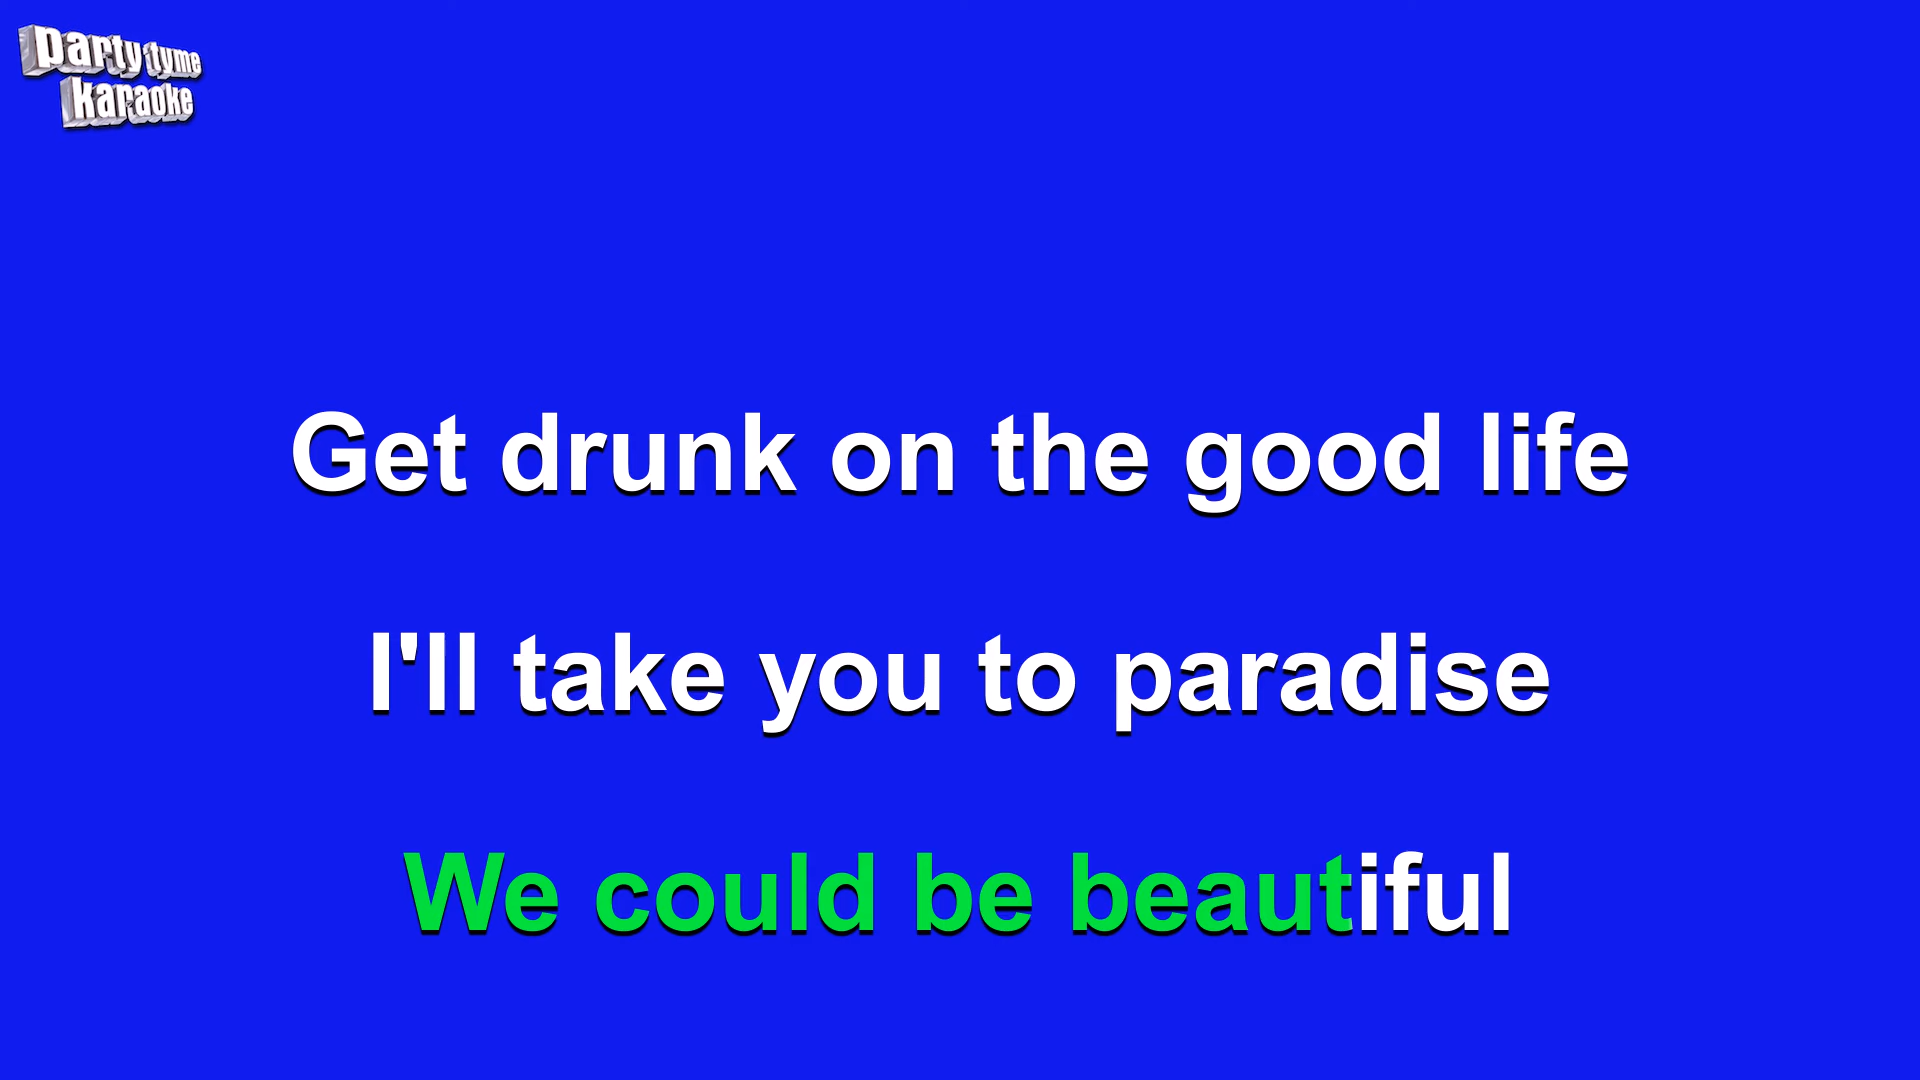 party tyme
karaoke
Get drunk on the good life
I'll take you to paradise
We could be beautiful